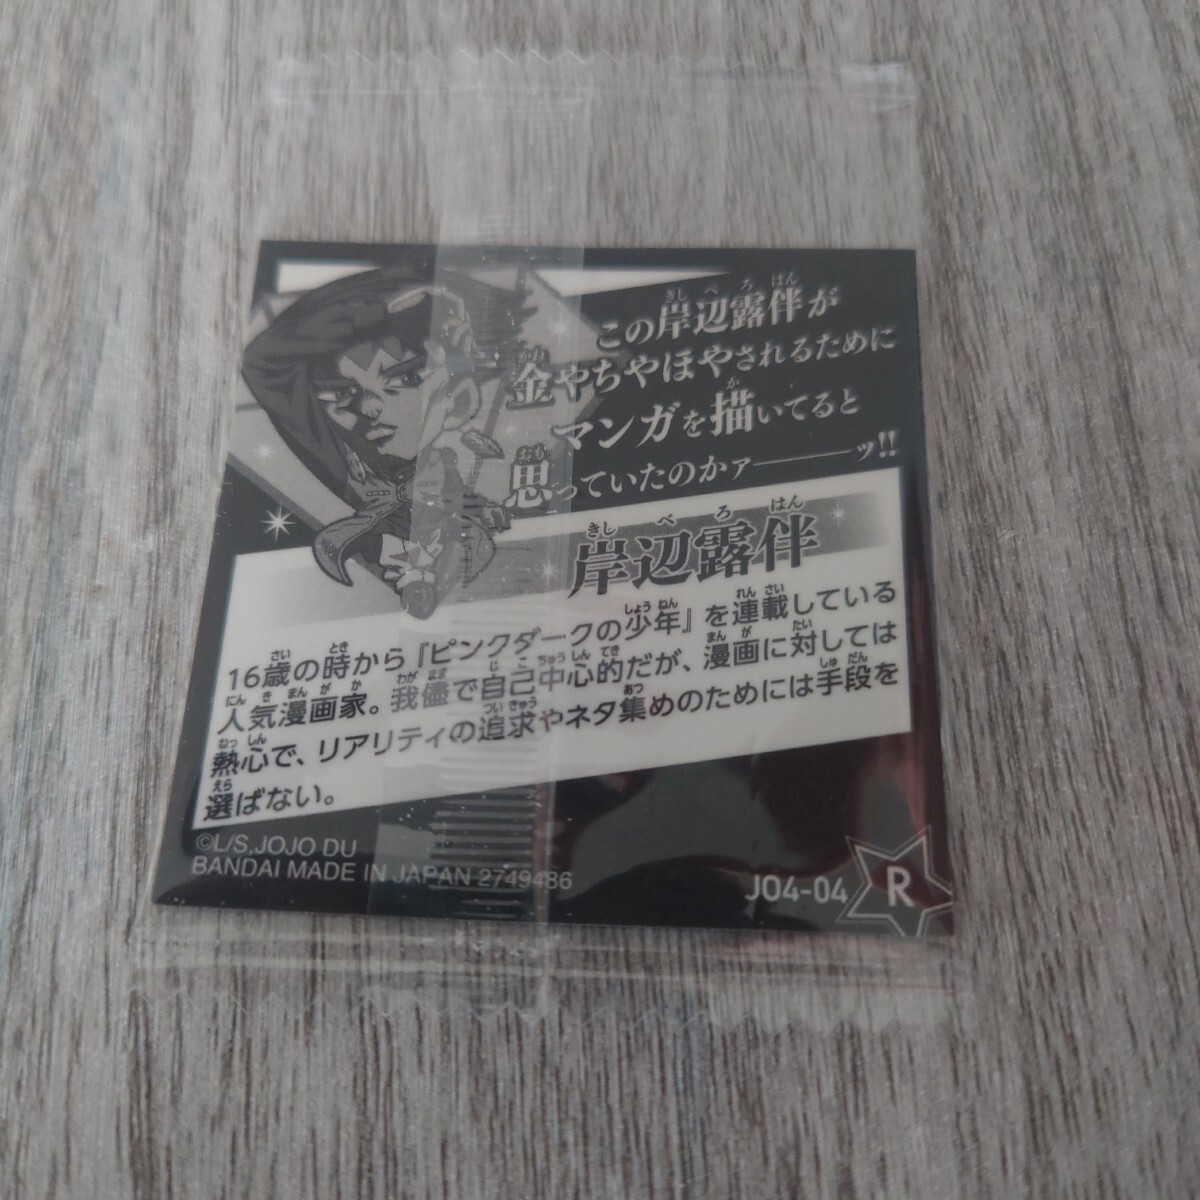 この岸辺露伴が
金やちやほやされるために
マンガを描いてると
思っていたのかァ――――ッ!!
岸辺露伴
16歳の時から『ピンクダークの少年』を連載している
人気漫画家。我儘で自己中心的だが、漫画に対しては
熱心で、リアリティの追求やネタ集めのためには手段を
選ばない。
©L/S.JOJO DU
BANDAI MADE IN JAPAN 2749486
JO4-04 R